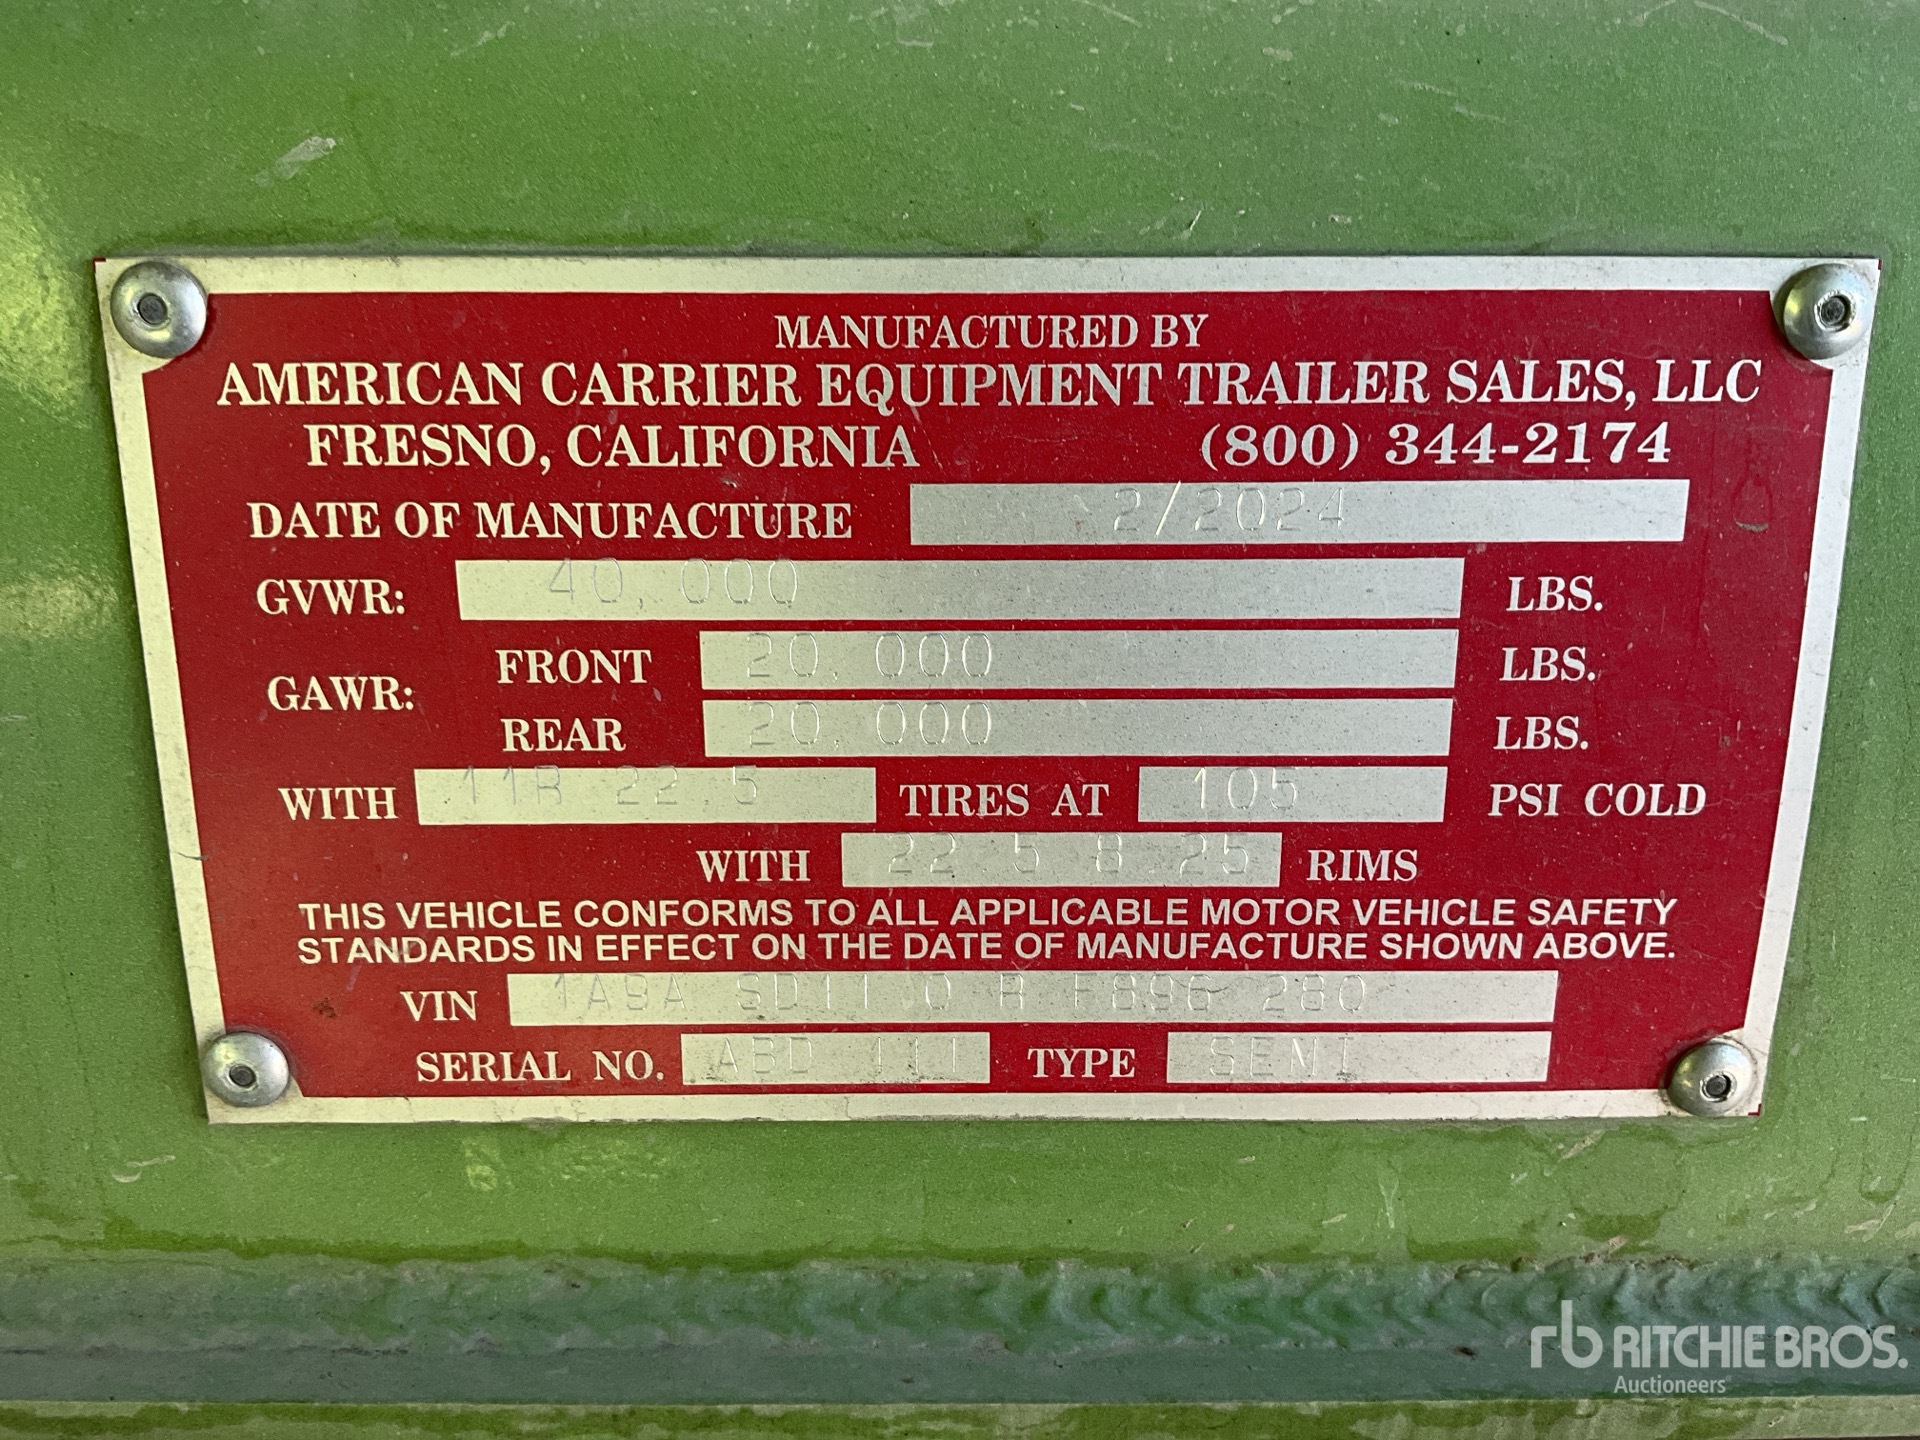 MANUFACTURED BY
AMERICAN CARRIER EQUIPMENT TRAILER SALES, LLC
FRESNO, CALIFORNIA (800) 344-2174
DATE OF MANUFACTURE 2/2024
GVWR: 40,000 LBS.
GAWR: FRONT 20,000 LBS.
REAR 20,000 LBS.
WITH 11R 22.5 TIRES AT 105 PSI COLD
WITH 22.5 8.25 RIMS
THIS VEHICLE CONFORMS TO ALL APPLICABLE MOTOR VEHICLE SAFETY
STANDARDS IN EFFECT ON THE DATE OF MANUFACTURE SHOWN ABOVE.
VIN 1A9A SD11 0 R F896 280
SERIAL NO. ABD 111 TYPE SEMI
rb RITCHIE BROS.
Auctioneers